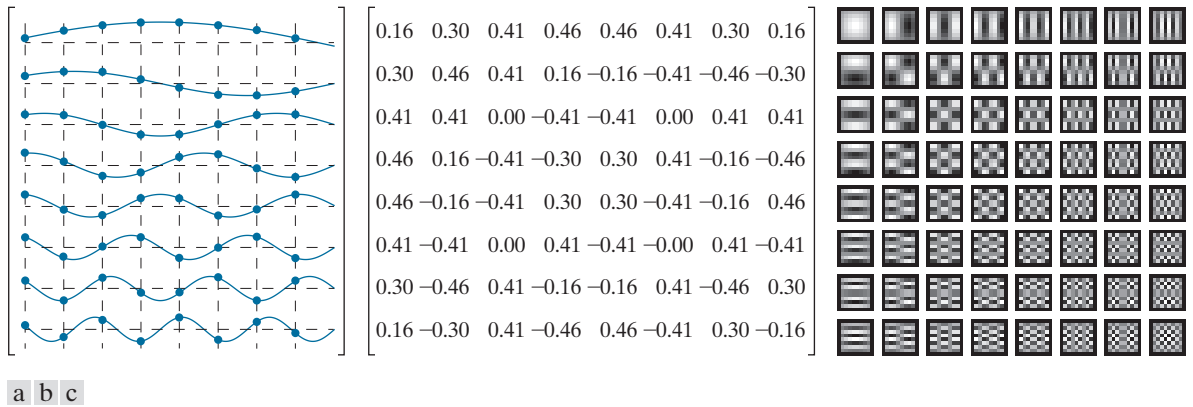 0.16 0.30 0.41 0.46 0.46 0.41 0.30 0.16
0.30 0.46 0.41 0.16 −0.16 −0.41 −0.46 −0.30
0.41 0.41 0.00 −0.41 −0.41 0.00 0.41 0.41
0.46 0.16 −0.41 −0.30 0.30 0.41 −0.16 −0.46
0.46 −0.16 −0.41 0.30 0.30 −0.41 −0.16 0.46
0.41 −0.41 0.00 0.41 −0.41 −0.00 0.41 −0.41
0.30 −0.46 0.41 −0.16 −0.16 0.41 −0.46 0.30
0.16 −0.30 0.41 −0.46 0.46 −0.41 0.30 −0.16
a b c